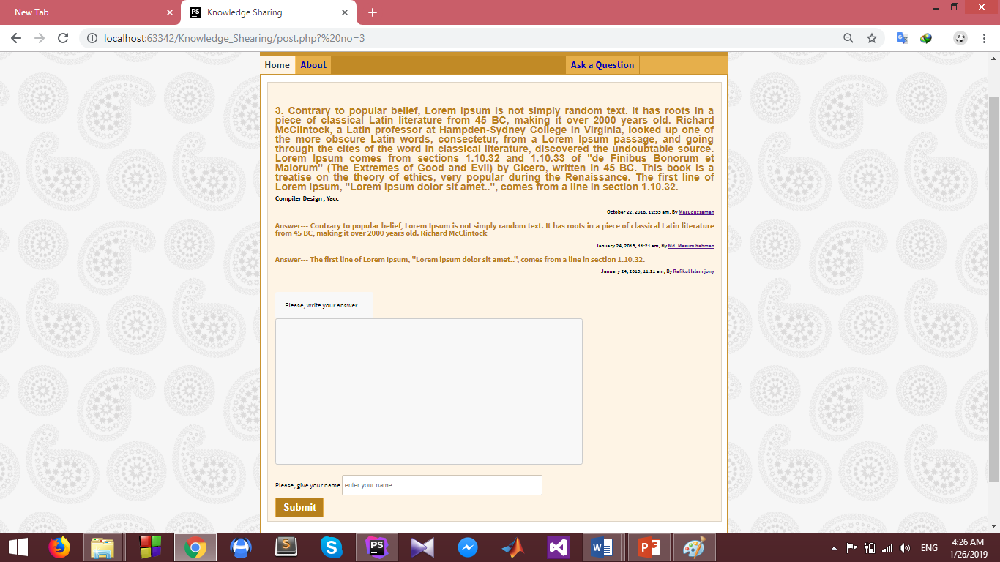 New Tab
Knowledge Sharing
localhost:63342/Knowledge_Shearing/post.php?%20no=3
Home About Ask a Question
3. Contrary to popular belief, Lorem Ipsum is not simply random text. It has roots in a
piece of classical Latin literature from 45 BC, making it over 2000 years old. Richard
McClintock, a Latin professor at Hampden-Sydney College in Virginia, looked up one of
the more obscure Latin words, consectetur, from a Lorem Ipsum passage, and going
through the cites of the word in classical literature, discovered the undoubtable source.
Lorem Ipsum comes from sections 1.10.32 and 1.10.33 of "de Finibus Bonorum et
Malorum" (The Extremes of Good and Evil) by Cicero, written in 45 BC. This book is a
treatise on the theory of ethics, very popular during the Renaissance. The first line of
Lorem Ipsum, "Lorem ipsum dolor sit amet..", comes from a line in section 1.10.32.
Compiler Design , Yacc
October 22, 2018, 12:55 am, By Masuduzzaman
Answer--- Contrary to popular belief, Lorem Ipsum is not simply random text. It has roots in a piece of classical Latin literature
from 45 BC, making it over 2000 years old. Richard McClintock
January 24, 2019, 11:21 am, By Md. Masum Rahman
Answer--- The first line of Lorem Ipsum, "Lorem ipsum dolor sit amet..", comes from a line in section 1.10.32.
January 24, 2019, 11:21 am, By Rafikul Islam jony
Please, write your answer
Please, give your name enter your name
Submit
ENG
4:26 AM
1/26/2019